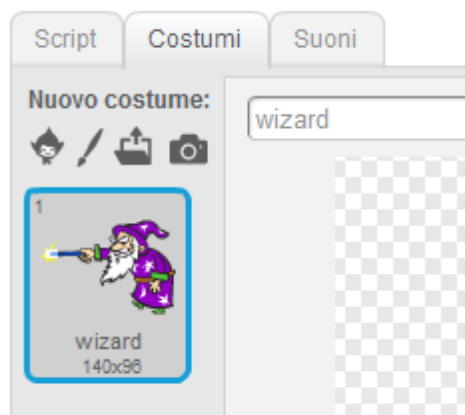 Script Costumi Suoni
Nuovo costume:
wizard
1
wizard
140x96